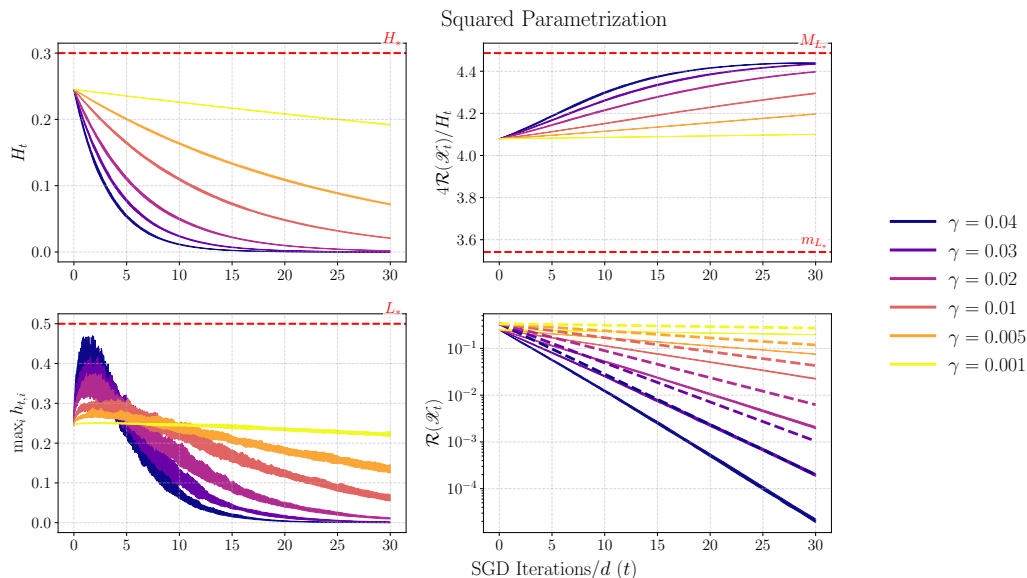 Squared Parametrization
H_*
0.3
0.2
0.1
0.0
H_t
0 5 10 15 20 25 30
M_{L_*}
4.4
4.2
4.0
3.8
3.6
4ℛ(𝒳_t)/H_t
m_{L_*}
0 5 10 15 20 25 30
L_*
0.5
0.4
0.3
0.2
0.1
0.0
max_i h_{t,i}
0 5 10 15 20 25 30
10^{-1}
10^{-2}
10^{-3}
10^{-4}
ℛ(𝒳_t)
0 5 10 15 20 25 30
SGD Iterations/d (t)
γ = 0.04
γ = 0.03
γ = 0.02
γ = 0.01
γ = 0.005
γ = 0.001